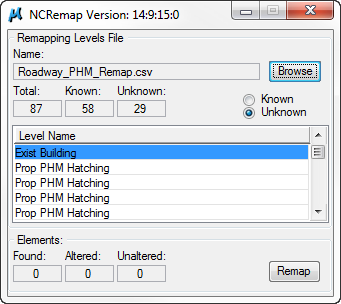 NCRemap Version: 14:9:15:0
Remapping Levels File
Name:
Roadway_PHM_Remap.csv
Browse
Total: Known: Unknown:
87 58 29
Known
Unknown
Level Name
Exist Building
Prop PHM Hatching
Prop PHM Hatching
Prop PHM Hatching
Prop PHM Hatching
Elements:
Found: Altered: Unaltered:
0 0 0
Remap